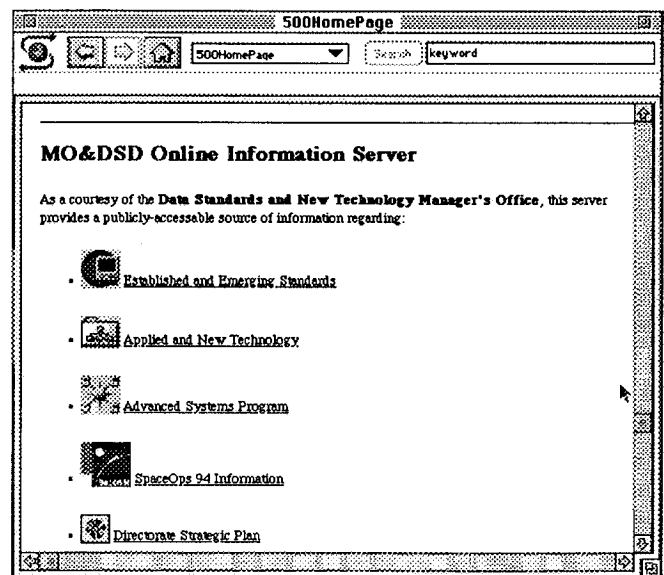 500HomePage
500HomePage Search keyword
MO&DSD Online Information Server
As a courtesy of the Data Standards and New Technology Manager's Office, this server
provides a publicly-accessable source of information regarding:
• Established and Emerging Standards
• Applied and New Technology
• Advanced Systems Program
• SpaceOps 94 Information
• Directorate Strategic Plan